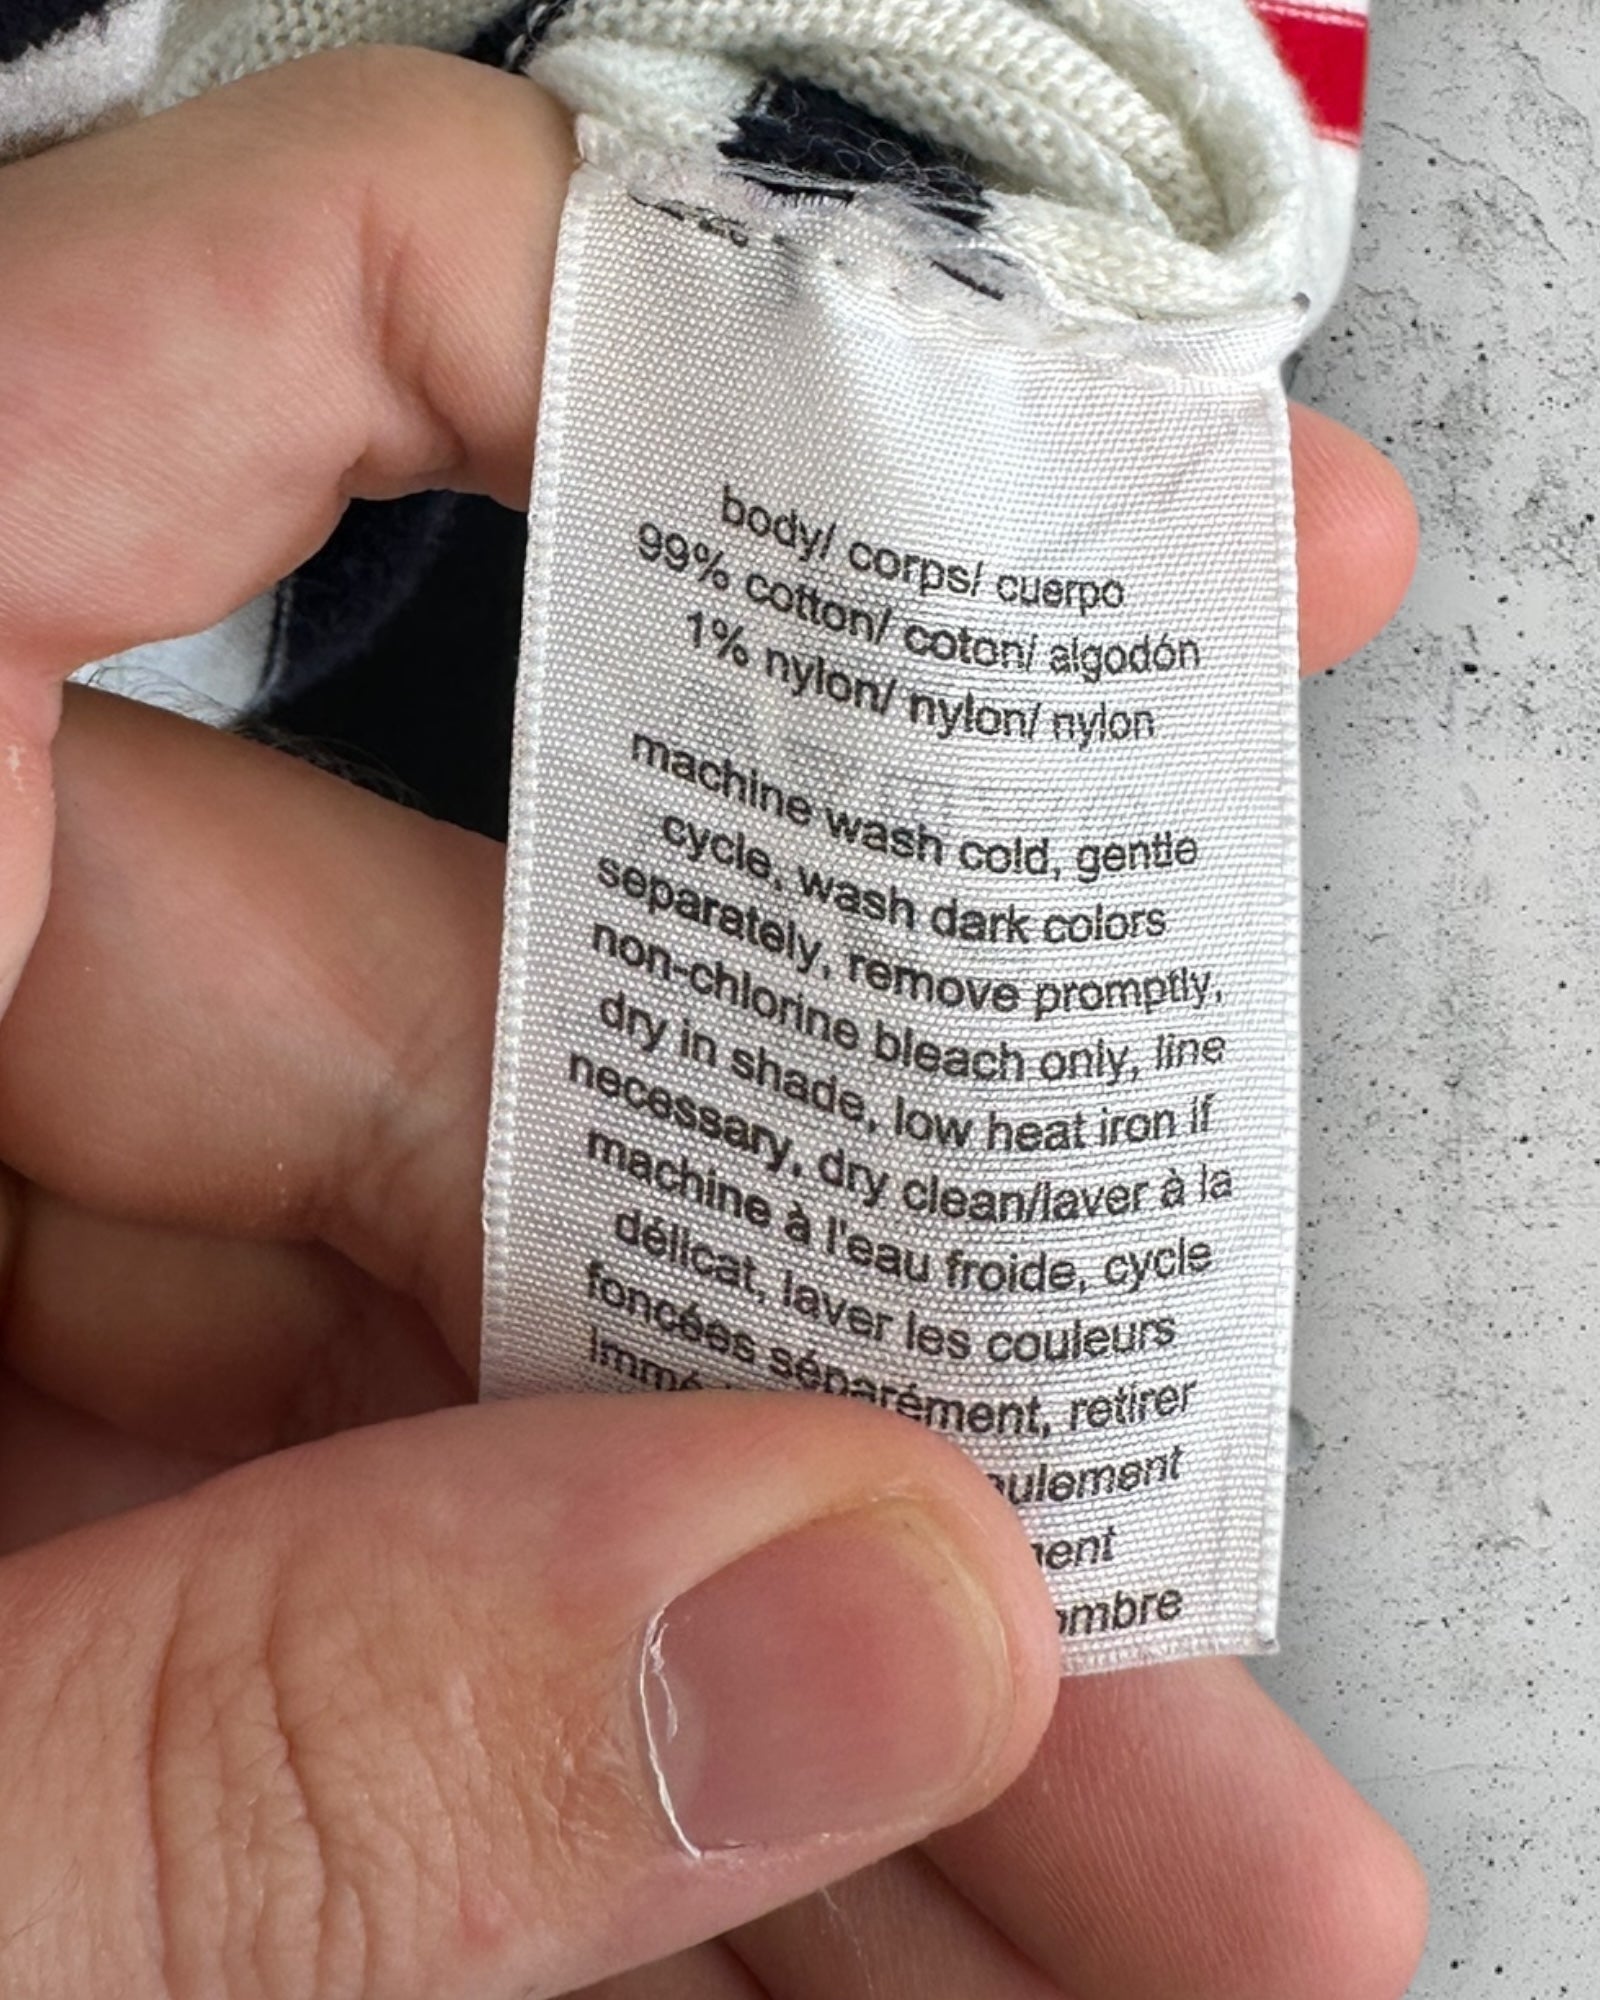 body/ corps/ cuerpo
99% cotton/ coton/ algodón
1% nylon/ nylon/ nylon
machine wash cold, gentle
cycle, wash dark colors
separately, remove promptly,
non-chlorine bleach only, line
dry in shade, low heat iron if
necessary, dry clean/laver à la
machine à l'eau froide, cycle
délicat, laver les couleurs
foncées séparément, retirer